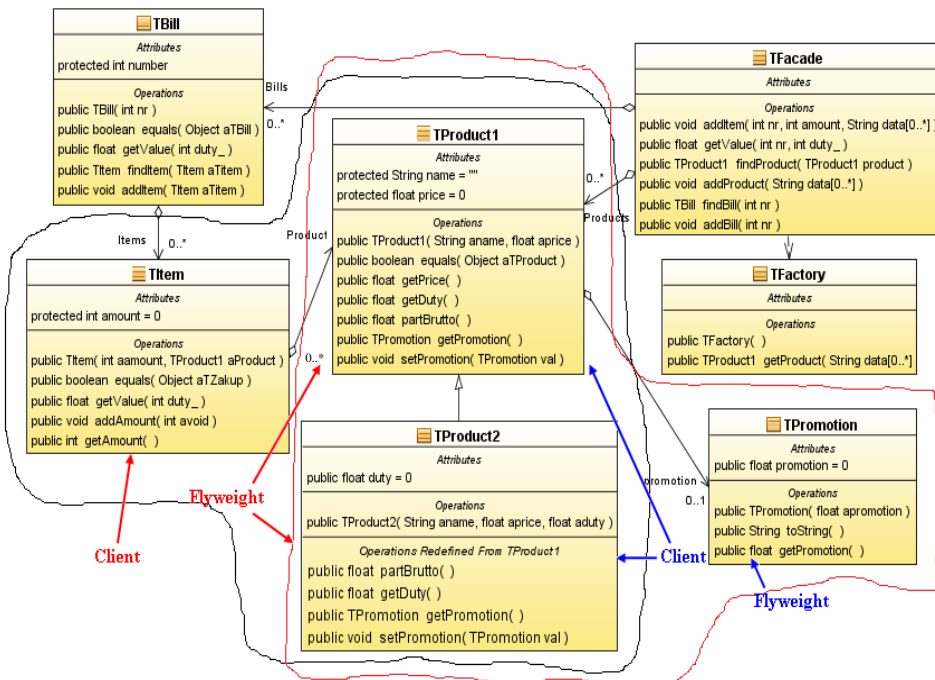 TBill
Attributes
protected int number
Operations
public TBill( int nr )
public boolean equals( Object aTBill )
public float getValue( int duty_ )
public TItem findItem( TItem aTitem )
public void addItem( TItem aTitem )
Bills
0..*
TFacade
Attributes
Operations
public void addItem( int nr, int amount, String data[0..*] )
public float getValue( int nr, int duty_ )
public TProduct1 findProduct( TProduct1 product )
public void addProduct( String data[0..*] )
public TBill findBill( int nr )
public void addBill( int nr )
0..*
Products
TProduct1
Attributes
protected String name = ""
protected float price = 0
Operations
public TProduct1( String aname, float aprice )
public boolean equals( Object aTProduct )
public float getPrice( )
public float getDuty( )
public float partBrutto( )
public TPromotion getPromotion( )
public void setPromotion( TPromotion val )
Items
0..*
Product1
0..*
TItem
Attributes
protected int amount = 0
Operations
public TItem( int aamount, TProduct1 aProduct )
public boolean equals( Object aTZakup )
public float getValue( int duty_ )
public void addAmount( int avoid )
public int getAmount( )
TFactory
Attributes
Operations
public TFactory( )
public TProduct1 getProduct( String data[0..*]
TProduct2
Attributes
public float duty = 0
Operations
public TProduct2( String aname, float aprice, float aduty )
Operations Redefined From TProduct1
public float partBrutto( )
public float getDuty( )
public TPromotion getPromotion( )
public void setPromotion( TPromotion val )
promotion
0..1
TPromotion
Attributes
public float promotion = 0
Operations
public TPromotion( float apromotion )
public String toString( )
public float getPromotion( )
Flyweight
Client
Client
Flyweight